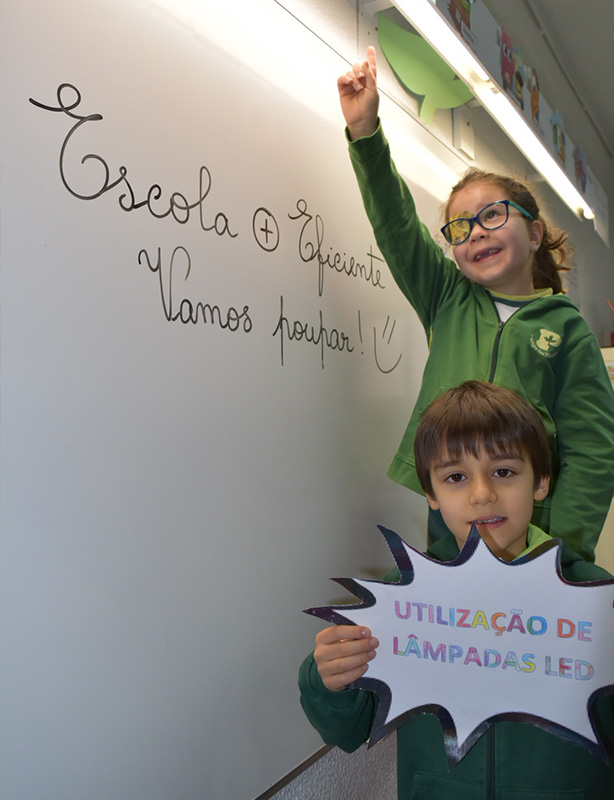 Escola + Eficiente
Vamos poupar!
UTILIZAÇÃO DE
LÂMPADAS LED